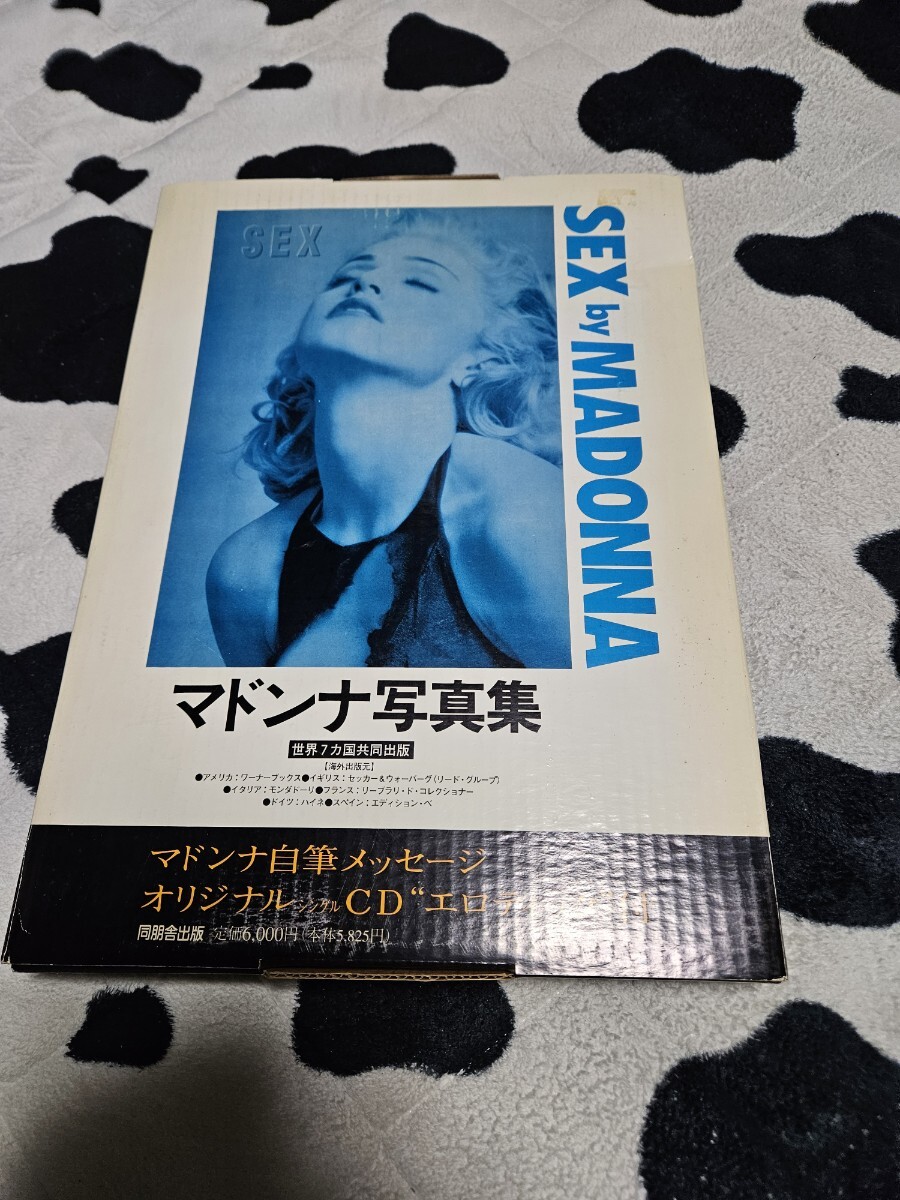 SEX
SEX by MADONNA
マドンナ写真集
世界7カ国共同出版
【海外出版元】
●アメリカ：ワーナーブックス●イギリス：セッカー&ウォーバーグ(リード・グループ)
●イタリア：モンダドーリ●フランス：リーブラリ・ド・コレクショナー
●ドイツ：ハイネ●スペイン：エディション・べ
マドンナ自筆メッセージ
オリジナルシングルCD“エロ
同朋舎出版 定価6,000円(本体5,825円)